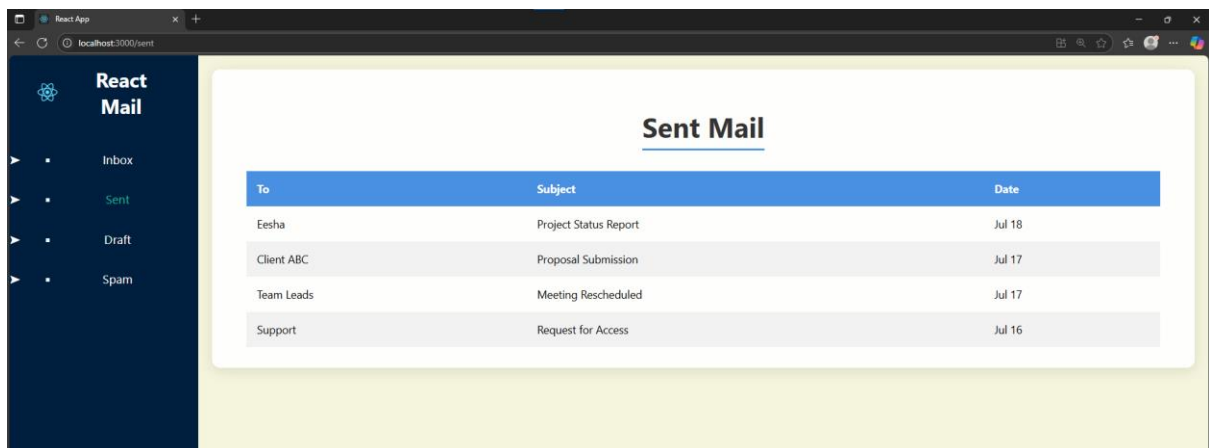 React App
localhost:3000/sent
React
Mail
Inbox
Sent
Draft
Spam
Sent Mail
To Subject Date
Eesha Project Status Report Jul 18
Client ABC Proposal Submission Jul 17
Team Leads Meeting Rescheduled Jul 17
Support Request for Access Jul 16